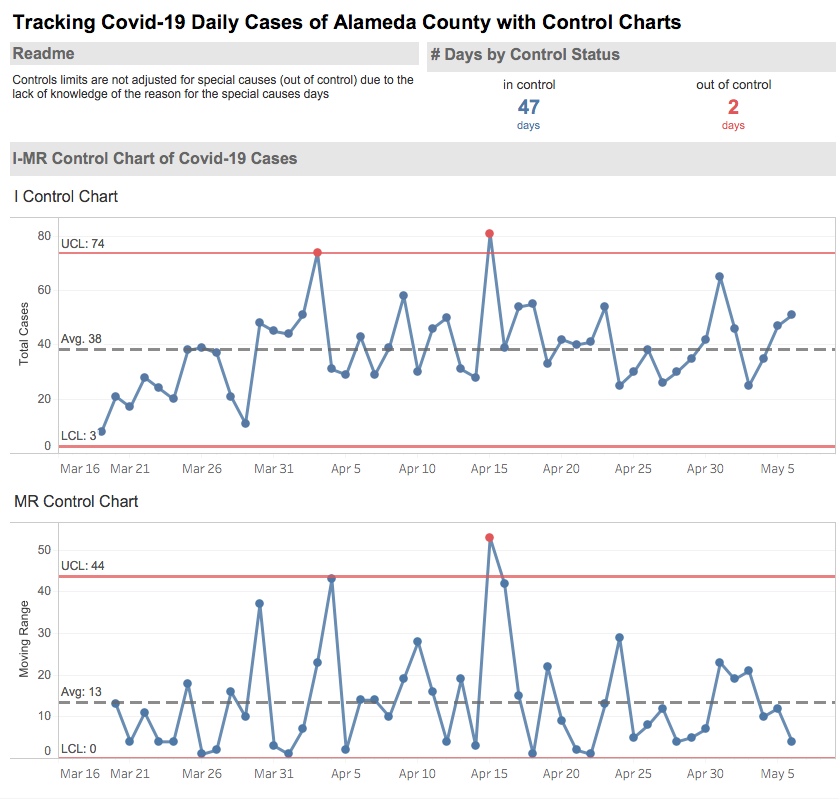 Tracking Covid-19 Daily Cases of Alameda County with Control Charts
Readme
Controls limits are not adjusted for special causes (out of control) due to the
lack of knowledge of the reason for the special causes days
# Days by Control Status
in control
out of control
47
2
days
days
I-MR Control Chart of Covid-19 Cases
I Control Chart
80
UCL: 74
60
Total Cases
Avg. 38
40
20
LCL: 3
0
Mar 16 Mar 21 Mar 26 Mar 31 Apr 5 Apr 10 Apr 15 Apr 20 Apr 25 Apr 30 May 5
MR Control Chart
50
UCL: 44
40
Moving Range
30
20
Avg: 13
10
LCL: 0
0
Mar 16 Mar 21 Mar 26 Mar 31 Apr 5 Apr 10 Apr 15 Apr 20 Apr 25 Apr 30 May 5